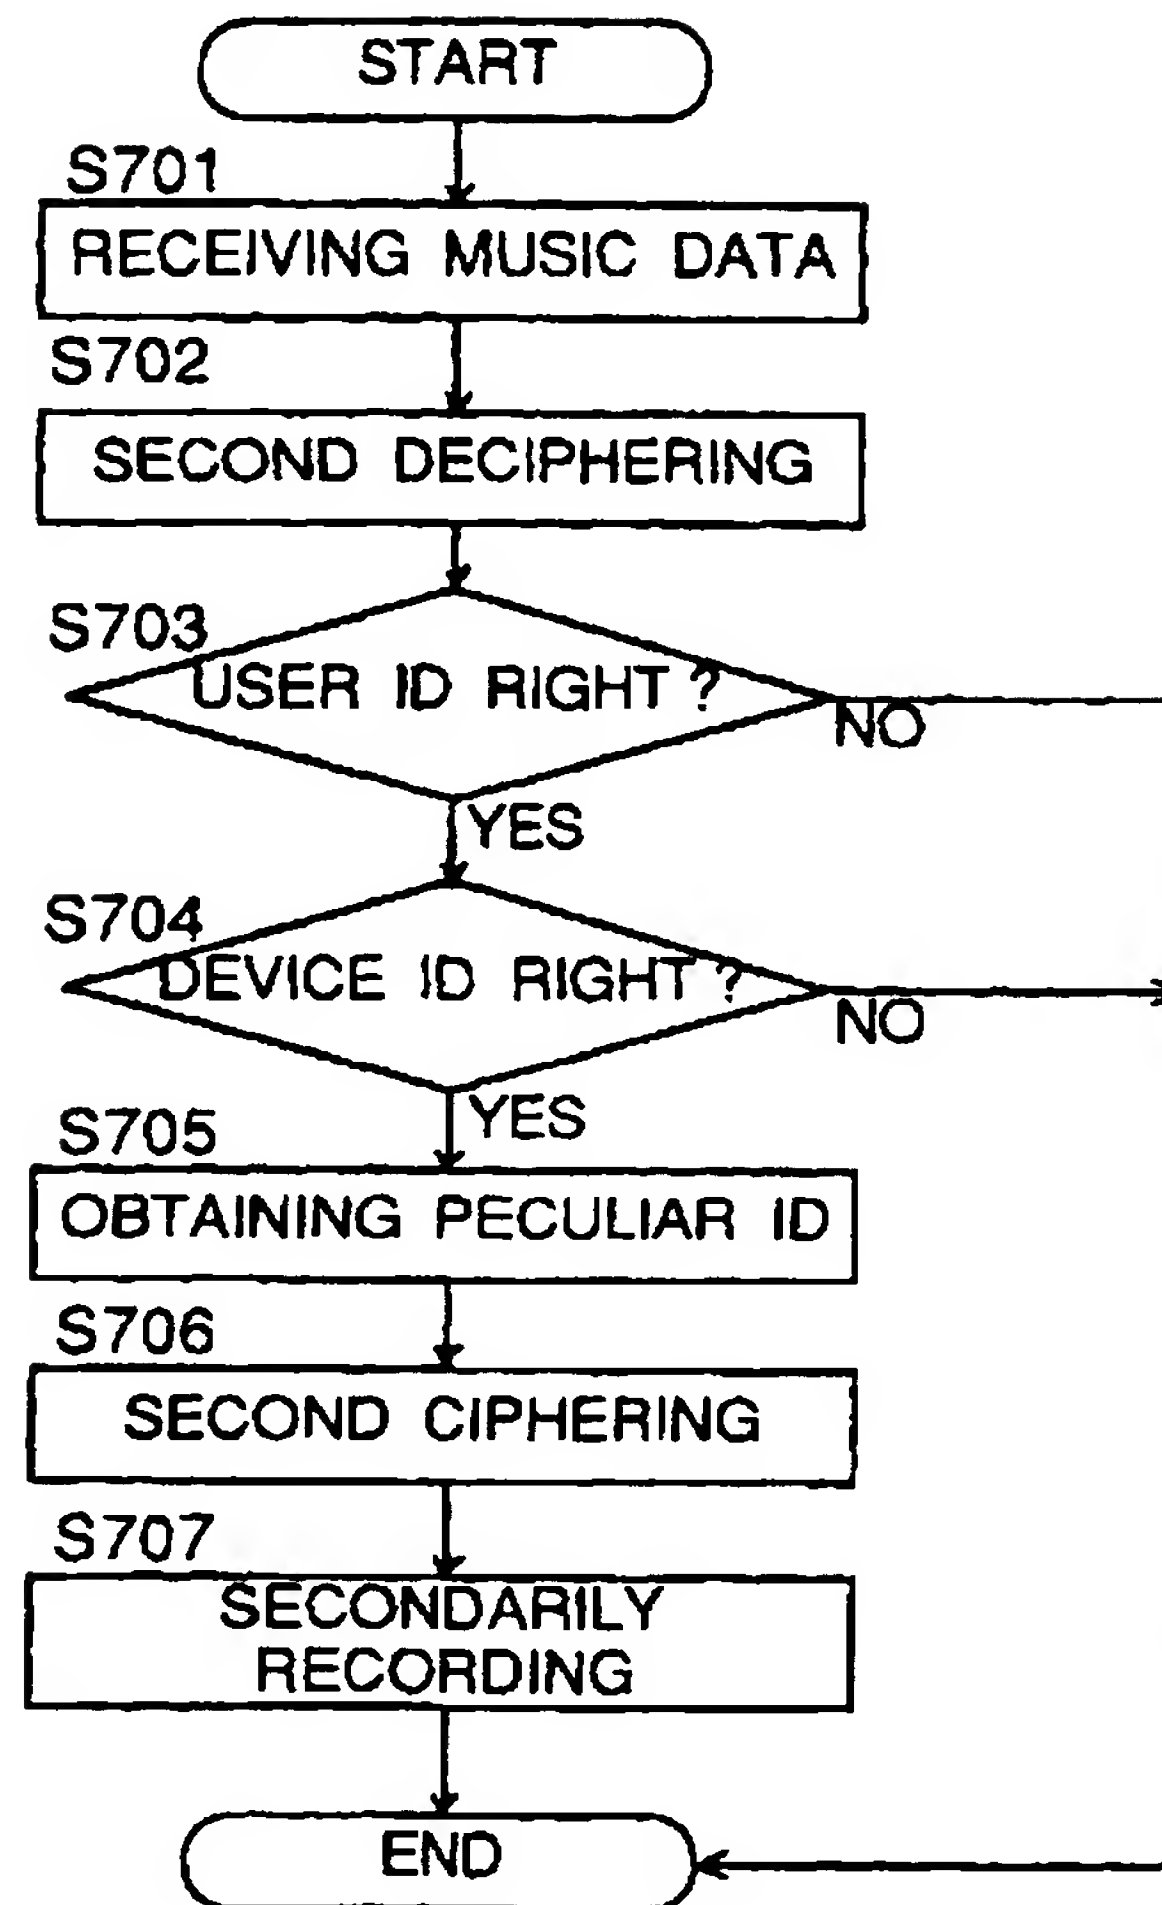 START
S701
RECEIVING MUSIC DATA
S702
SECOND DECIPHERING
S703
USER ID RIGHT ?
NO
YES
S704
DEVICE ID RIGHT ?
NO
YES
S705
OBTAINING PECULIAR ID
S706
SECOND CIPHERING
S707
SECONDARILY
RECORDING
END